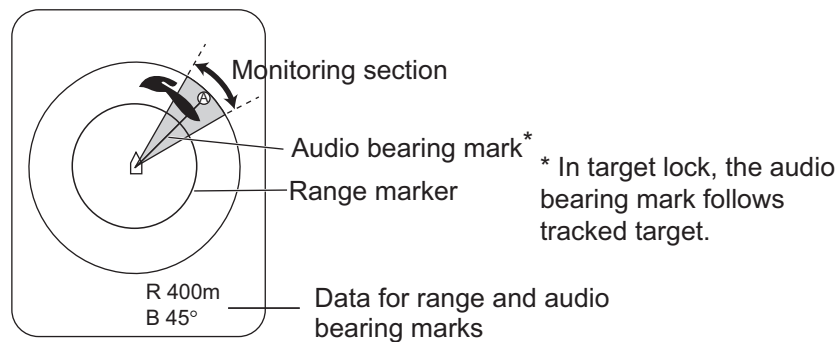 Monitoring section
A
Audio bearing mark*
Range marker
* In target lock, the audio
bearing mark follows
tracked target.
R 400m
B 45°
Data for range and audio
bearing marks